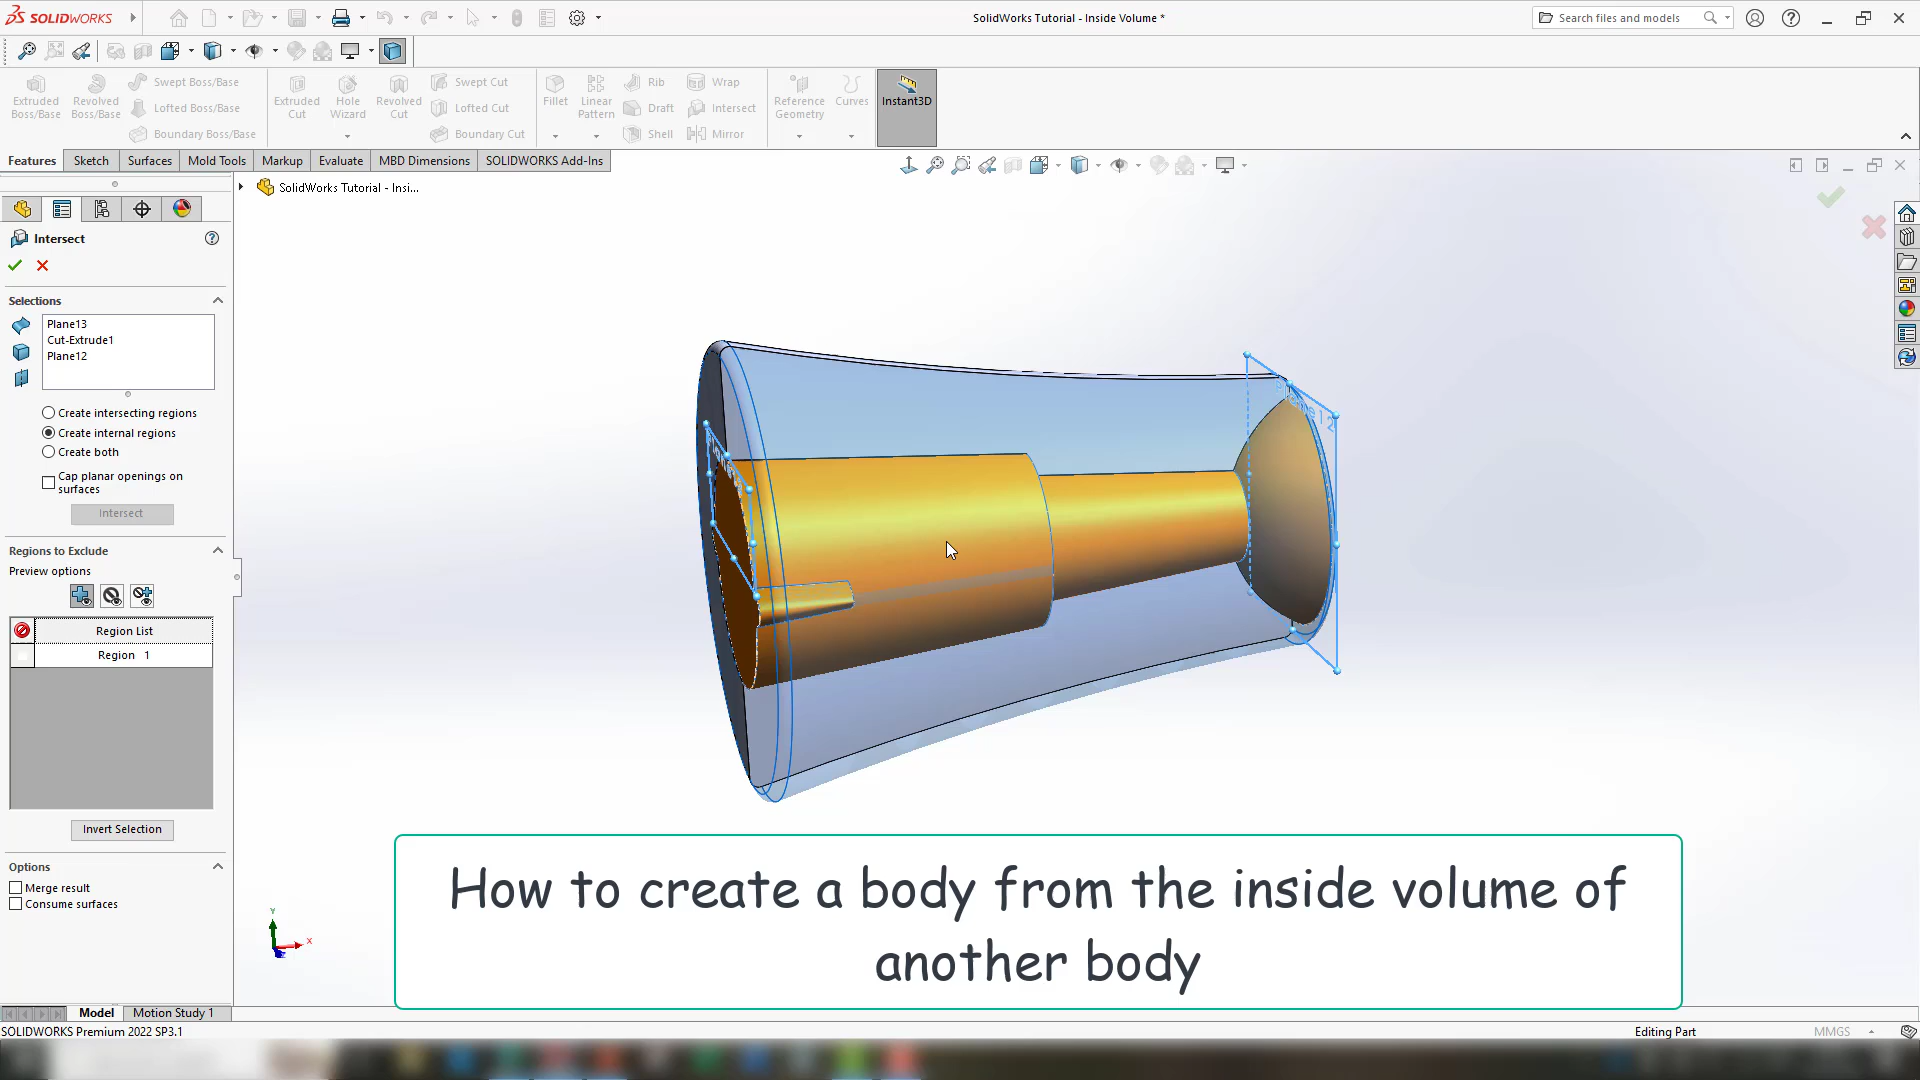 SOLIDWORKS
SolidWorks Tutorial - Inside Volume *
Search files and models
Extruded Boss/Base
Revolved Boss/Base
Swept Boss/Base
Lofted Boss/Base
Boundary Boss/Base
Extruded Cut
Hole Wizard
Revolved Cut
Swept Cut
Lofted Cut
Boundary Cut
Fillet
Linear Pattern
Rib
Draft
Shell
Wrap
Intersect
Mirror
Reference Geometry
Curves
Instant3D
Features
Sketch
Surfaces
Mold Tools
Markup
Evaluate
MBD Dimensions
SOLIDWORKS Add-Ins
SolidWorks Tutorial - Insi...
Intersect
Selections
Plane13
Cut-Extrude1
Plane12
Create intersecting regions
Create internal regions
Create both
Cap planar openings on
surfaces
Intersect
Regions to Exclude
Preview options
Region List
Region 1
Invert Selection
Options
Merge result
Consume surfaces
Y
X
How to create a body from the inside volume of
another body
Model
Motion Study 1
SOLIDWORKS Premium 2022 SP3.1
Editing Part
MMGS